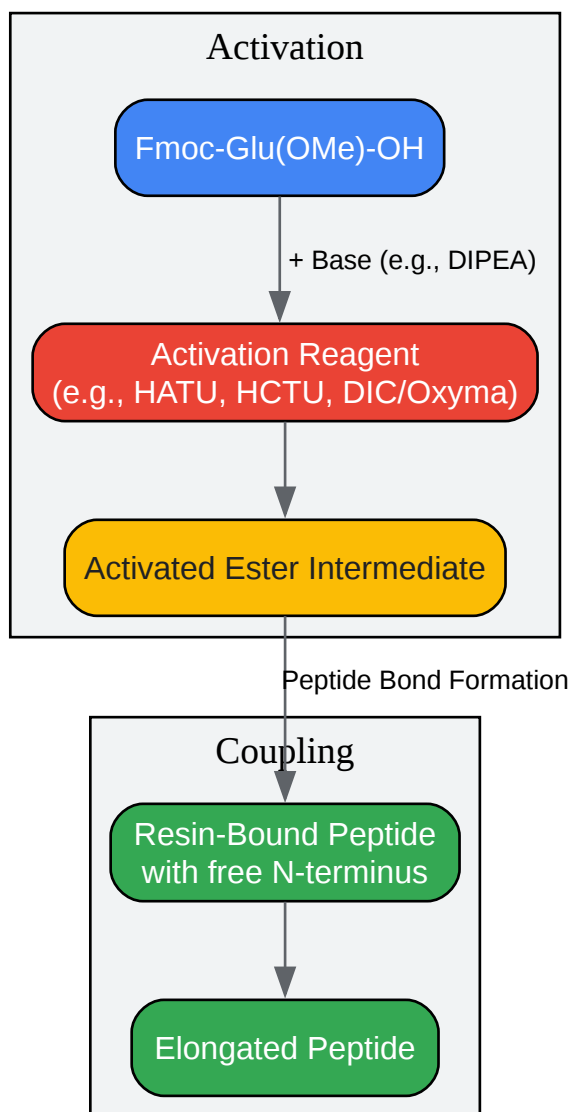 Activation
Fmoc-Glu(OMe)-OH
+ Base (e.g., DIPEA)
Activation Reagent
(e.g., HATU, HCTU, DIC/Oxyma)
Activated Ester Intermediate
Peptide Bond Formation
Coupling
Resin-Bound Peptide
with free N-terminus
Elongated Peptide